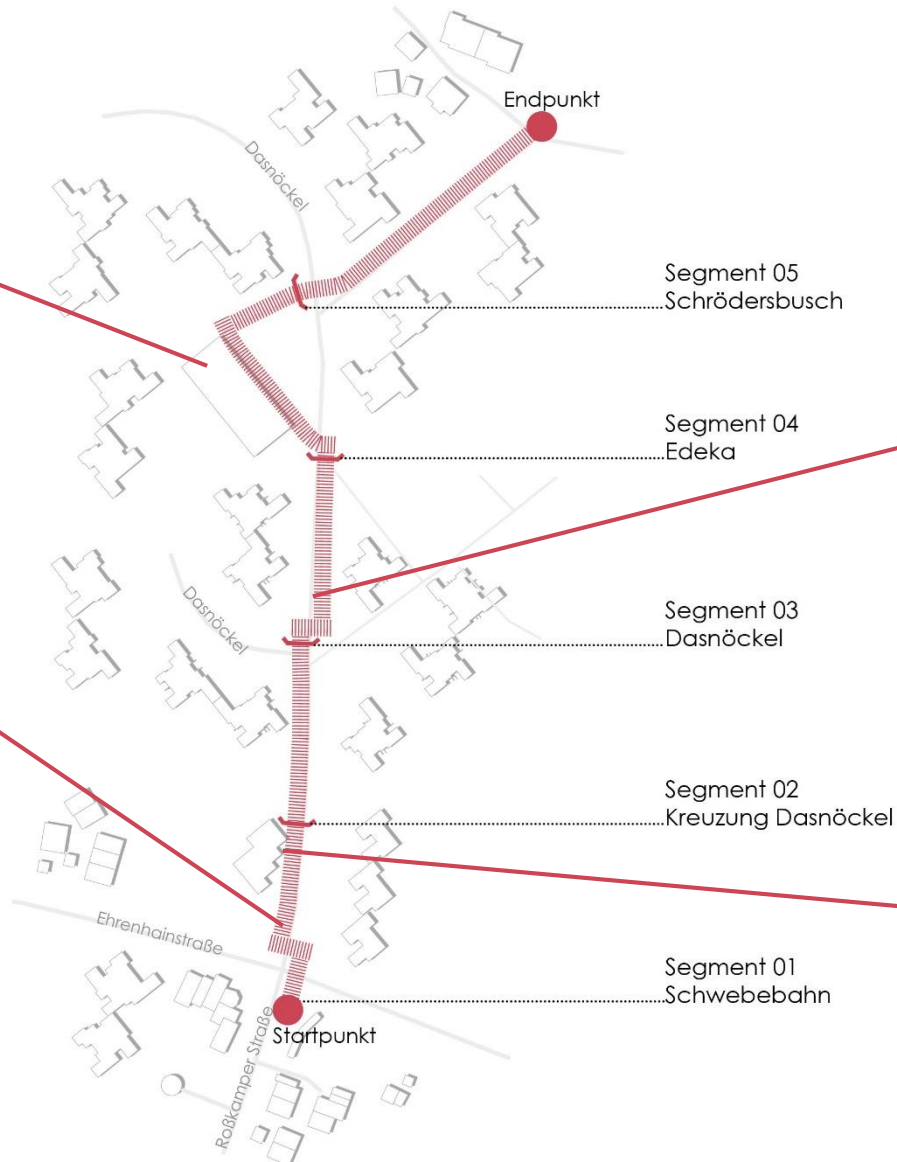 Endpunkt
Dasnöckel
Segment 05
Schrödersbusch
Segment 04
Edeka
Dasnöckel
Segment 03
Dasnöckel
Segment 02
Kreuzung Dasnöckel
Ehrenhainstraße
Segment 01
Schwebebahn
Startpunkt
Roßkamper Straße